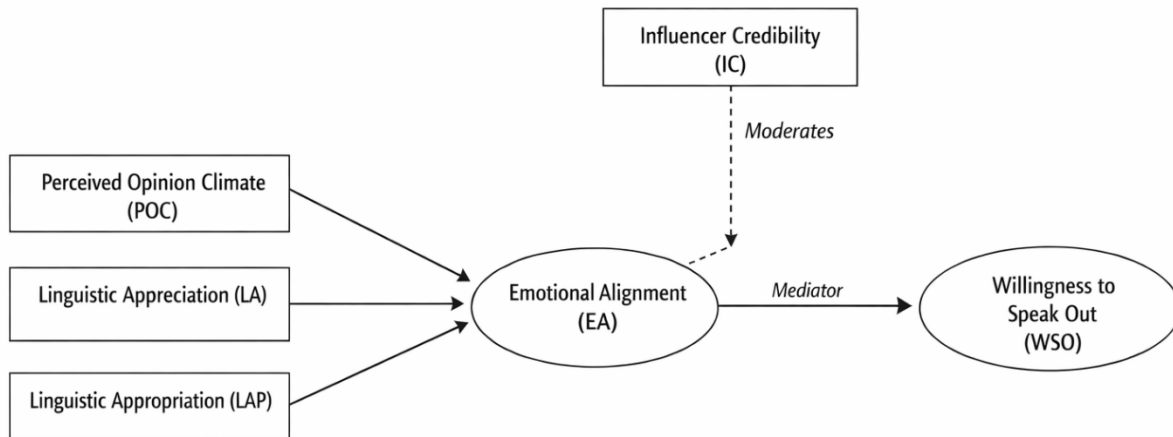 Influencer Credibility
(IC)
Moderates
Perceived Opinion Climate
(POC)
Linguistic Appreciation (LA)
Linguistic Appropriation (LAP)
Emotional Alignment
(EA)
Mediator
Willingness to
Speak Out
(WSO)